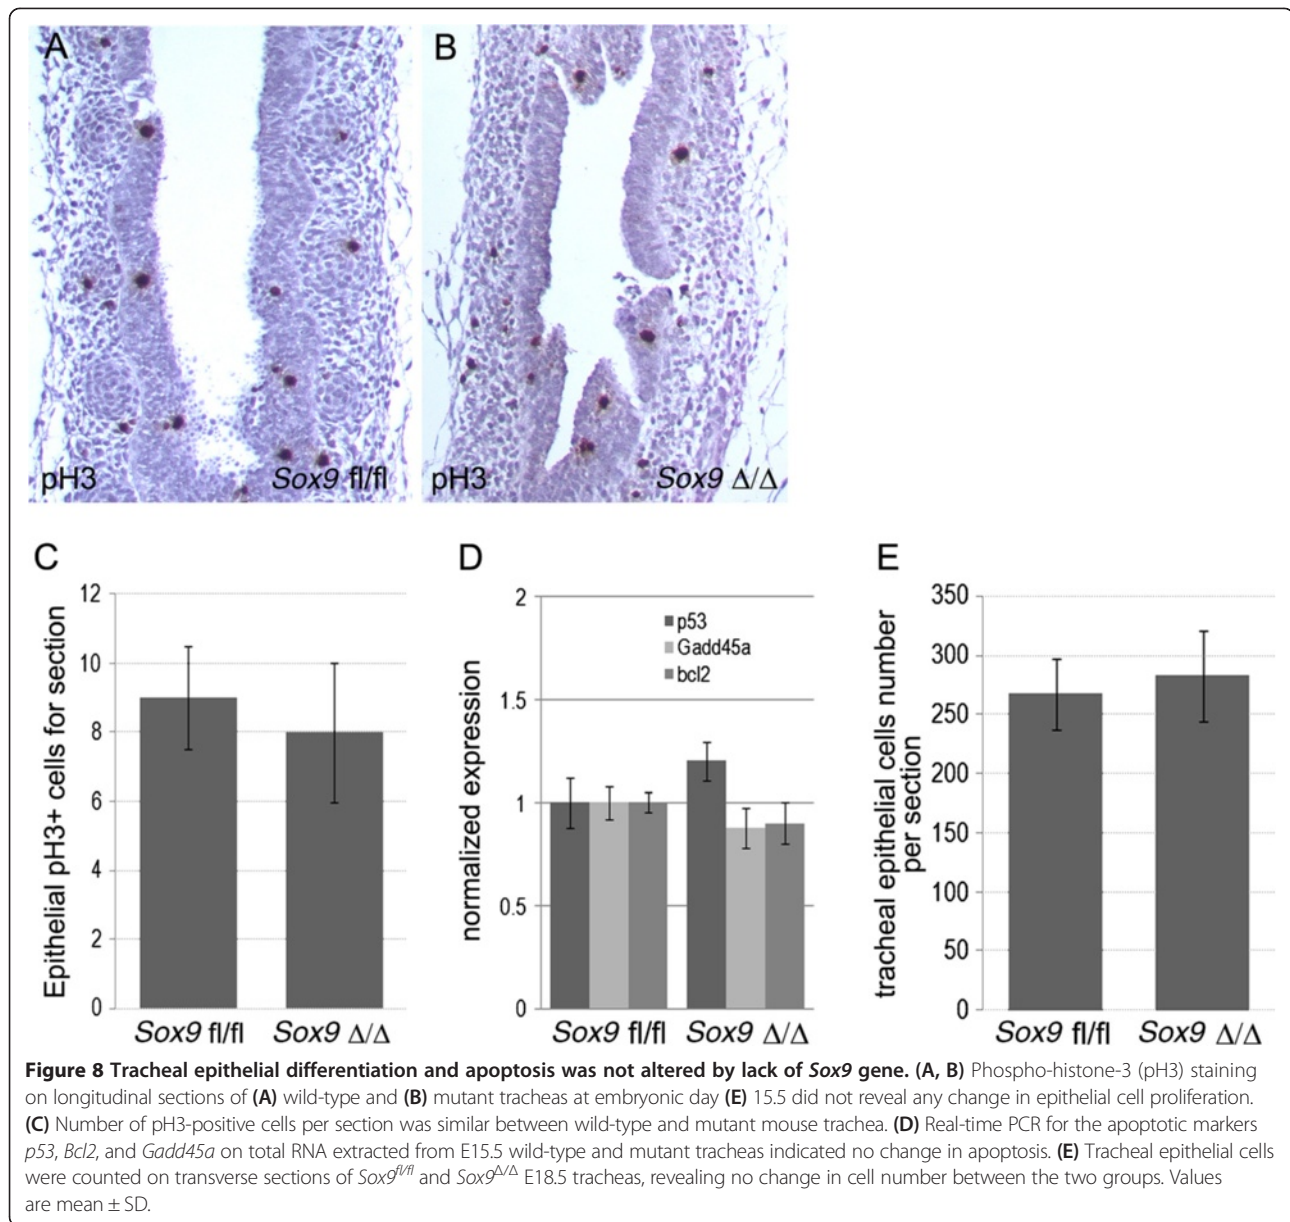 A
B
pH3
Sox9 fl/fl
pH3
Sox9 Δ/Δ
C
Epithelial pH3+ cells for section
12
10
8
6
4
2
0
Sox9 fl/fl
Sox9 Δ/Δ
D
normalized expression
2
1.5
1
0.5
0
p53
Gadd45a
bcl2
Sox9 fl/fl
Sox9 Δ/Δ
E
tracheal epithelial cells number
per section
350
300
250
200
150
100
50
0
Sox9 fl/fl
Sox9 Δ/Δ
Figure 8 Tracheal epithelial differentiation and apoptosis was not altered by lack of Sox9 gene. (A, B) Phospho-histone-3 (pH3) staining
on longitudinal sections of (A) wild-type and (B) mutant tracheas at embryonic day (E) 15.5 did not reveal any change in epithelial cell proliferation.
(C) Number of pH3-positive cells per section was similar between wild-type and mutant mouse trachea. (D) Real-time PCR for the apoptotic markers
p53, Bcl2, and Gadd45a on total RNA extracted from E15.5 wild-type and mutant tracheas indicated no change in apoptosis. (E) Tracheal epithelial cells
were counted on transverse sections of Sox9fl/fl and Sox9Δ/Δ E18.5 tracheas, revealing no change in cell number between the two groups. Values
are mean ± SD.